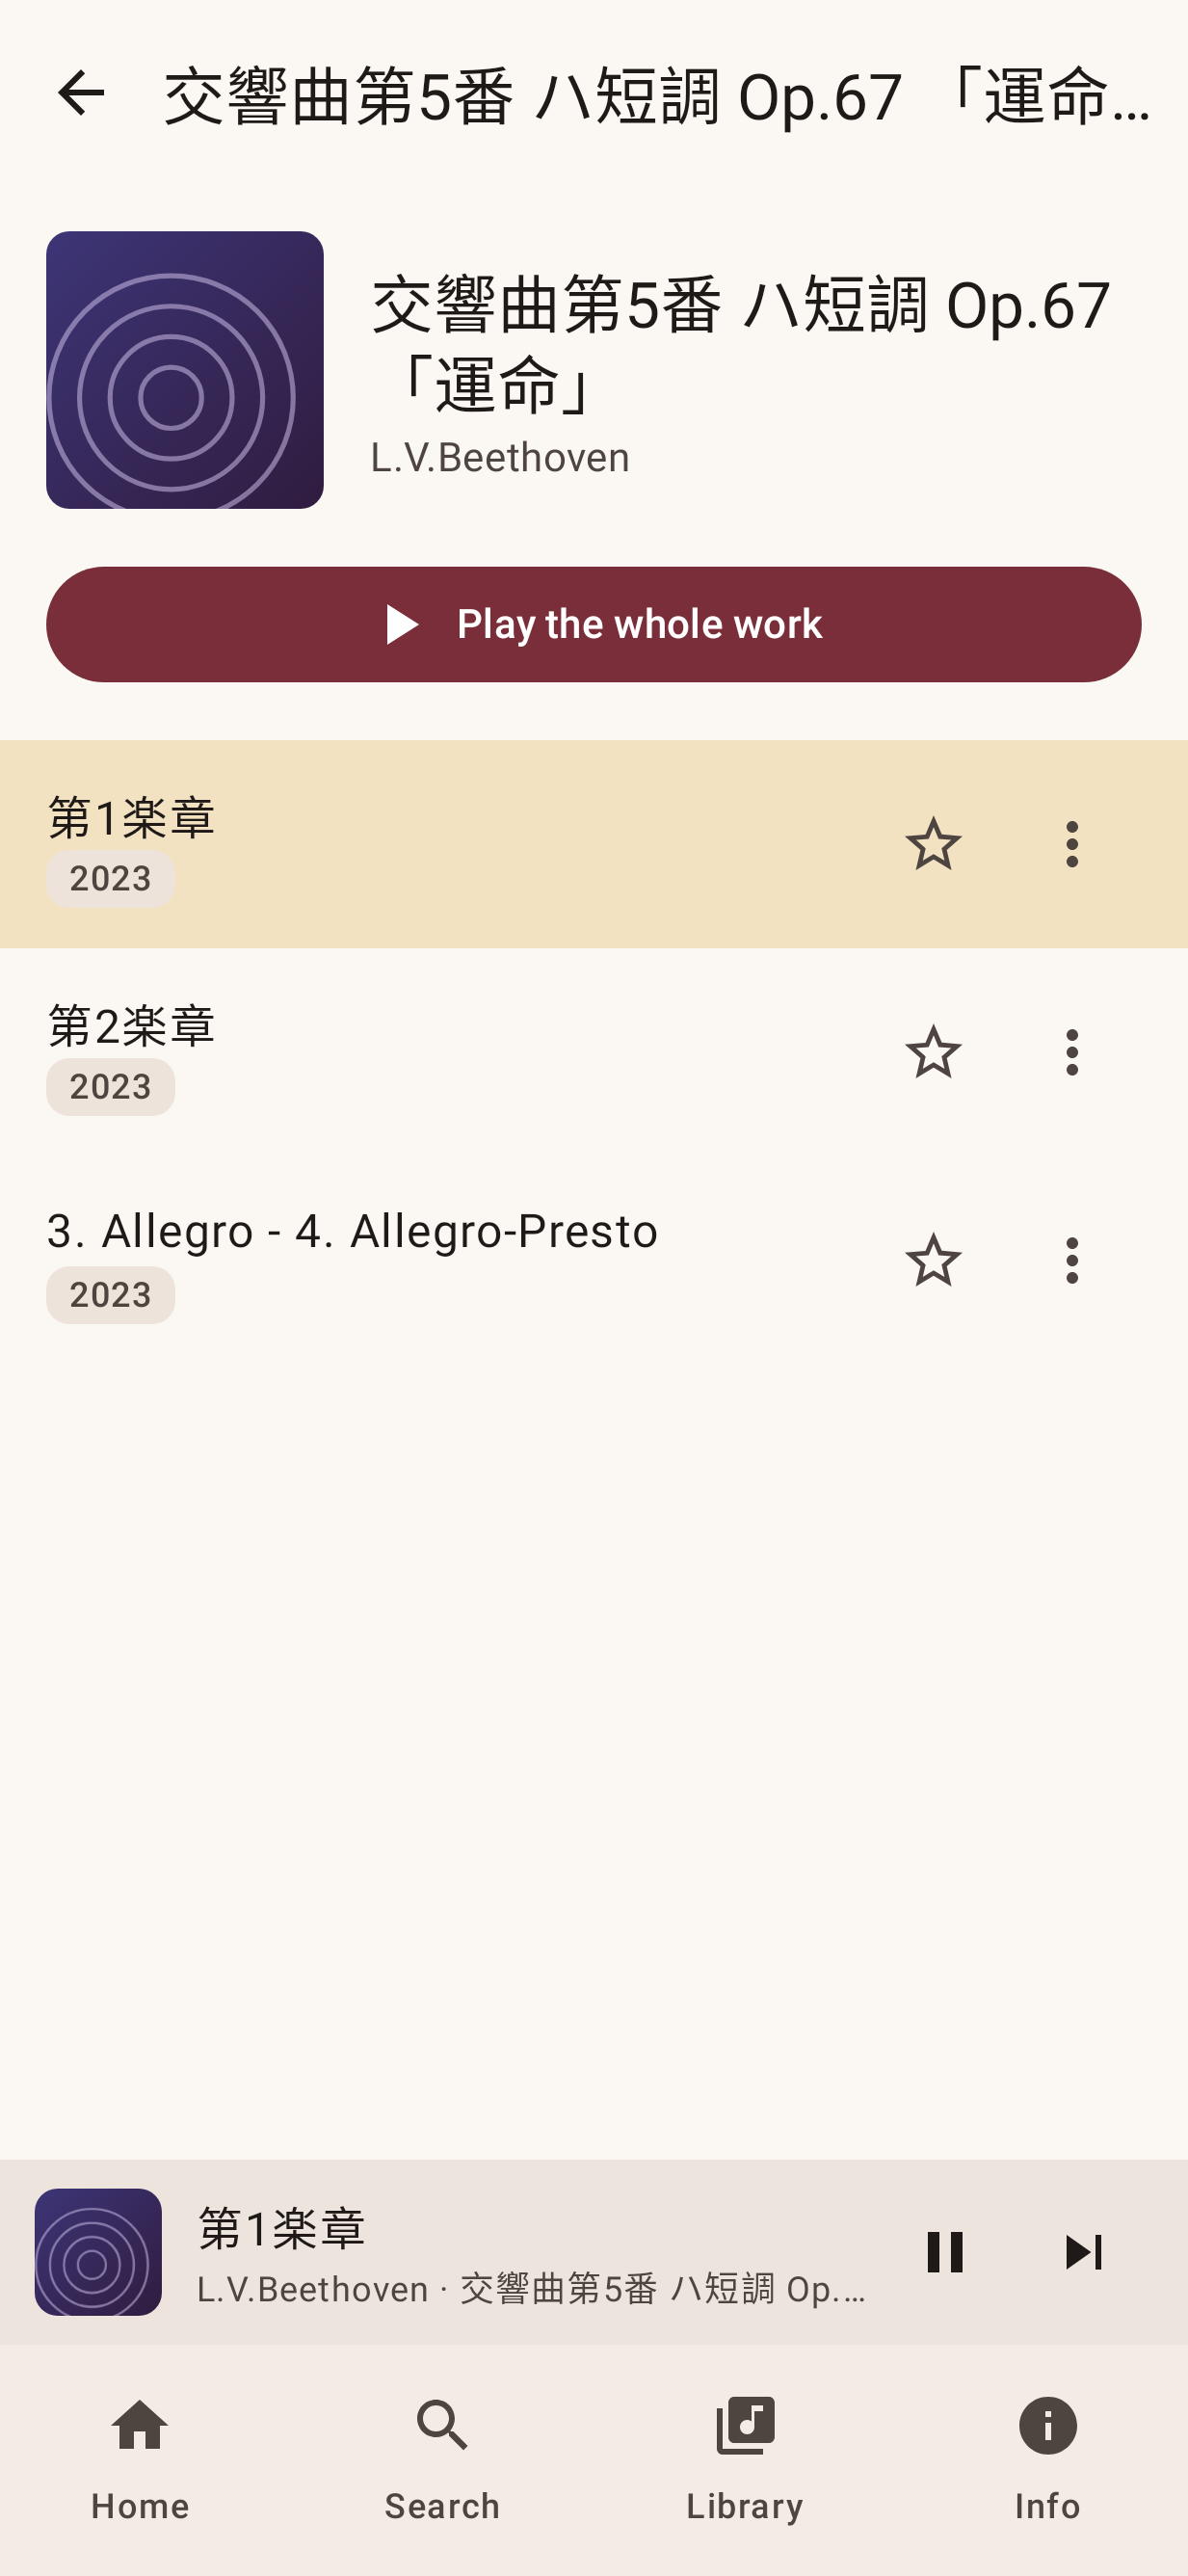 交響曲第5番 ハ短調 Op.67 「運命…
交響曲第5番 ハ短調 Op.67
「運命」
L.V.Beethoven
Play the whole work
第1楽章
2023
第2楽章
2023
3. Allegro - 4. Allegro-Presto
2023
第1楽章
L.V.Beethoven · 交響曲第5番 ハ短調 Op.…
Home
Search
Library
Info